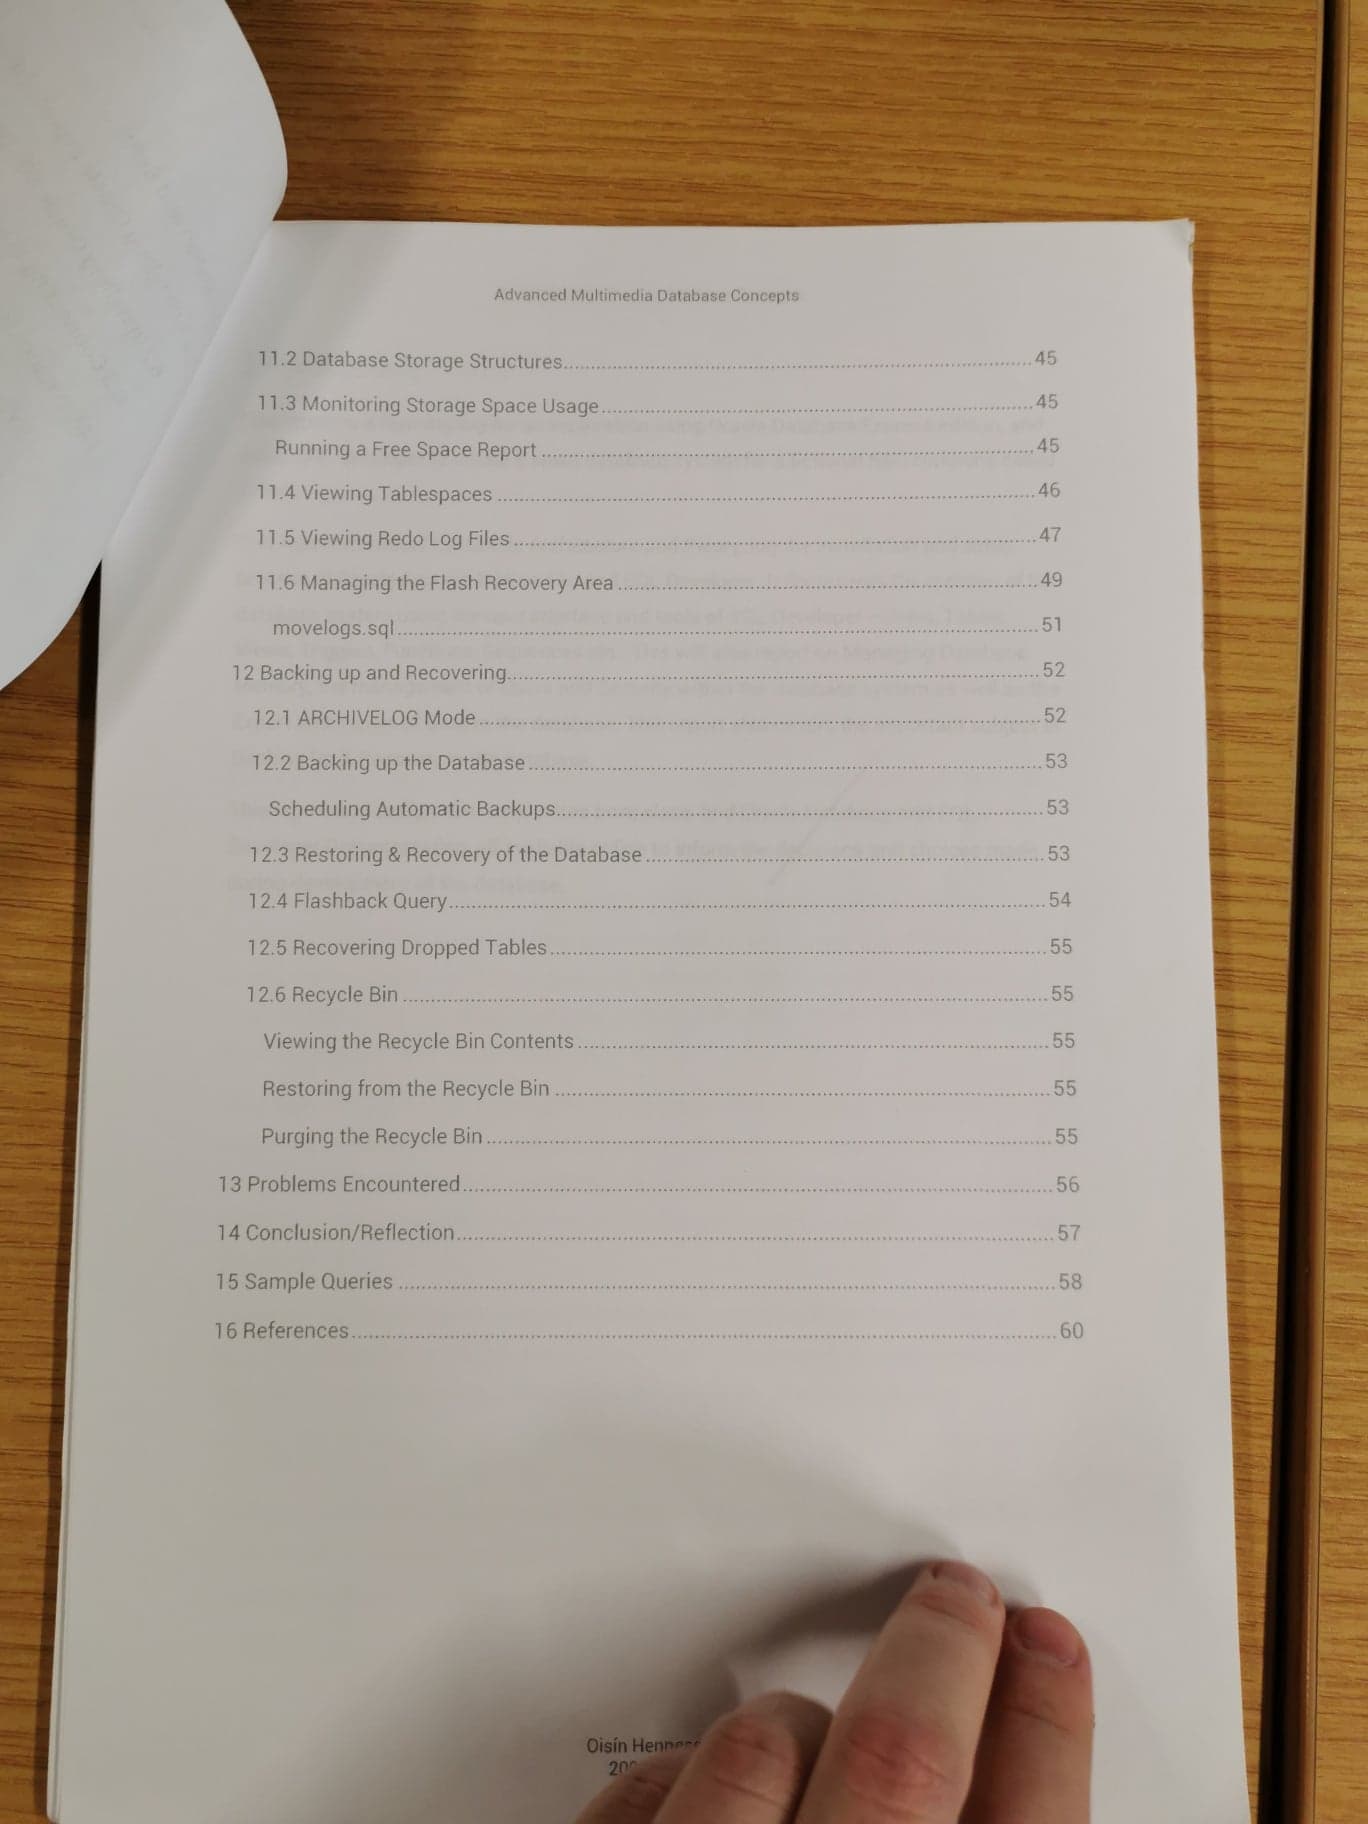 Advanced Multimedia Database Concepts
11.2 Database Storage Structures........................................45
11.3 Monitoring Storage Space Usage........................................45
Running a Free Space Report........................................45
11.4 Viewing Tablespaces........................................46
11.5 Viewing Redo Log Files........................................47
11.6 Managing the Flash Recovery Area........................................49
movelogs.sql........................................51
12 Backing up and Recovering........................................52
12.1 ARCHIVELOG Mode........................................52
12.2 Backing up the Database........................................53
Scheduling Automatic Backups........................................53
12.3 Restoring & Recovery of the Database........................................53
12.4 Flashback Query........................................54
12.5 Recovering Dropped Tables........................................55
12.6 Recycle Bin........................................55
Viewing the Recycle Bin Contents........................................55
Restoring from the Recycle Bin........................................55
Purging the Recycle Bin........................................55
13 Problems Encountered........................................56
14 Conclusion/Reflection........................................57
15 Sample Queries........................................58
16 References........................................60
Oisín